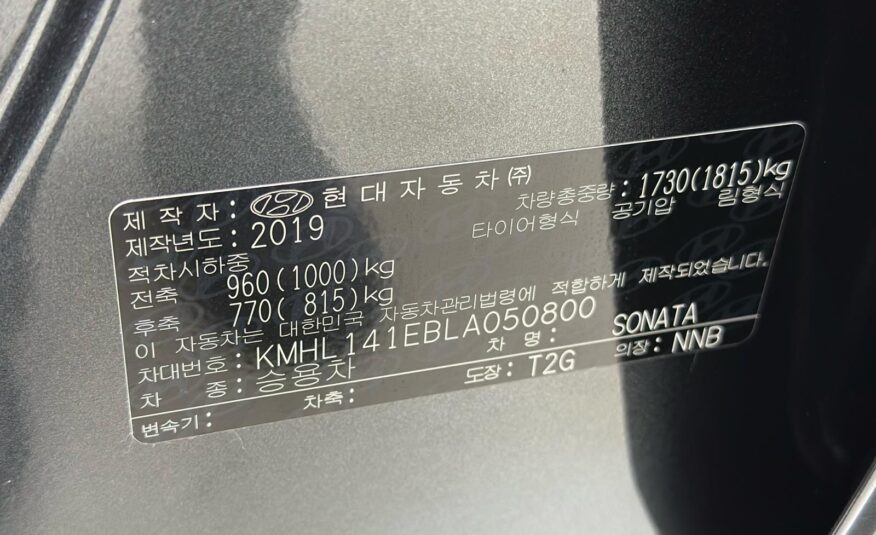 제 작 자 : 현 대 자 동 차 ㈜ 차량총중량 : 1730(1815)kg
제작년도 : 2019 타이어형식 공기압 림형식
적차시하중
전축 960(1000)kg
후축 770( 815)kg
이 자동차는 대한민국 자동차관리법령에 적합하게 제작되었습니다.
차대번호 : KMHL141EBLA050800 차 명 : SONATA
차 종 : 승용차
변속기 : 차축 : 도장 : T2G 의장 : NNB